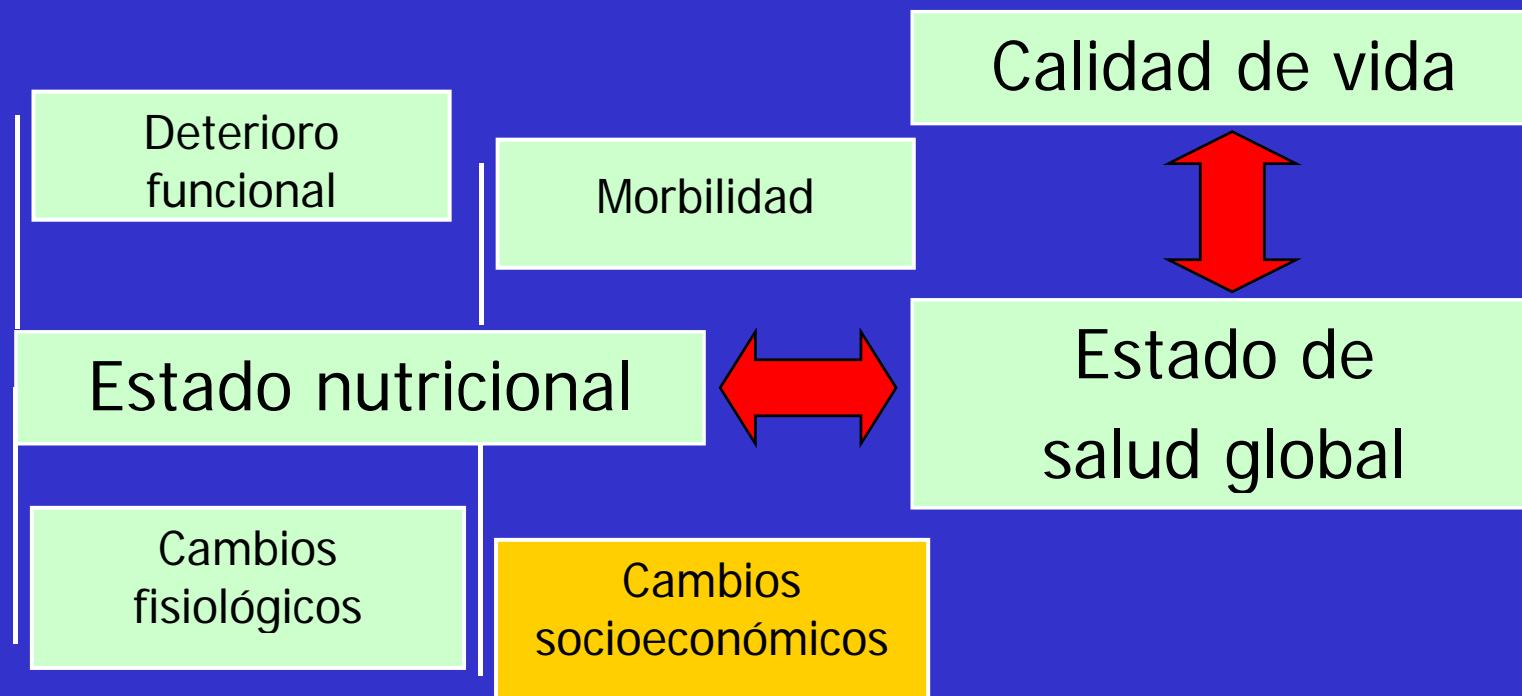 Calidad de vida
Deterioro
funcional
Morbilidad
Estado nutricional
Estado de
salud global
Cambios
fisiológicos
Cambios
socioeconómicos